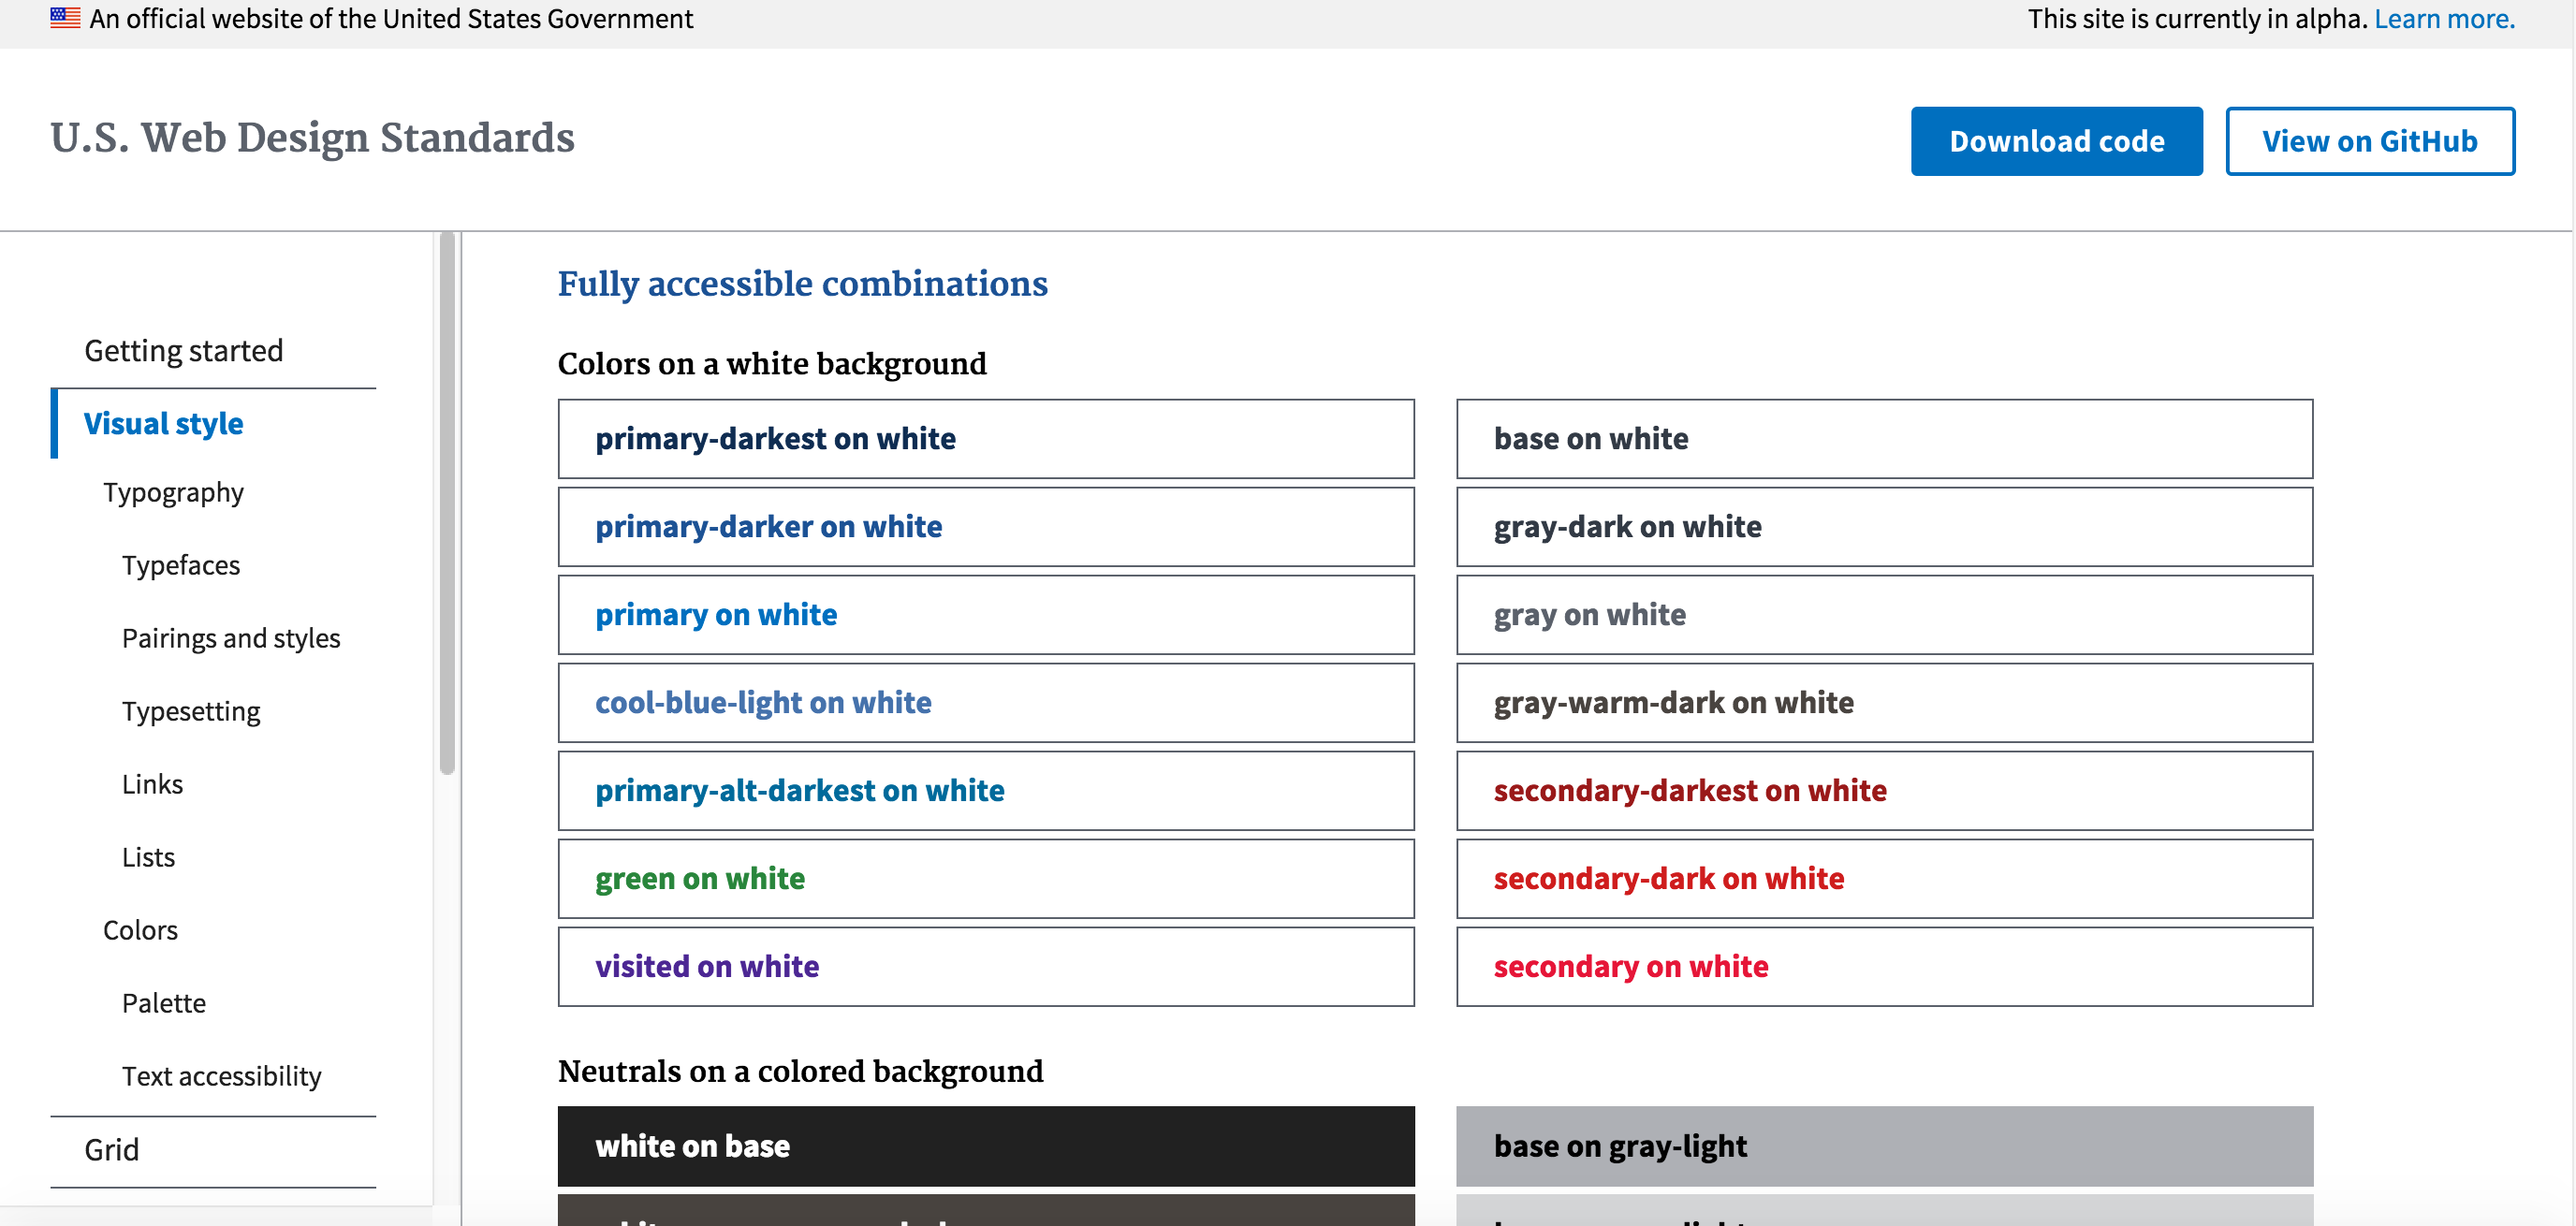 An official website of the United States Government
This site is currently in alpha. Learn more.
U.S. Web Design Standards
Download code
View on GitHub
Getting started
Visual style
Typography
Typefaces
Pairings and styles
Typesetting
Links
Lists
Colors
Palette
Text accessibility
Grid
Fully accessible combinations
Colors on a white background
primary-darkest on white
base on white
primary-darker on white
gray-dark on white
primary on white
gray on white
cool-blue-light on white
gray-warm-dark on white
primary-alt-darkest on white
secondary-darkest on white
green on white
secondary-dark on white
visited on white
secondary on white
Neutrals on a colored background
white on base
base on gray-light